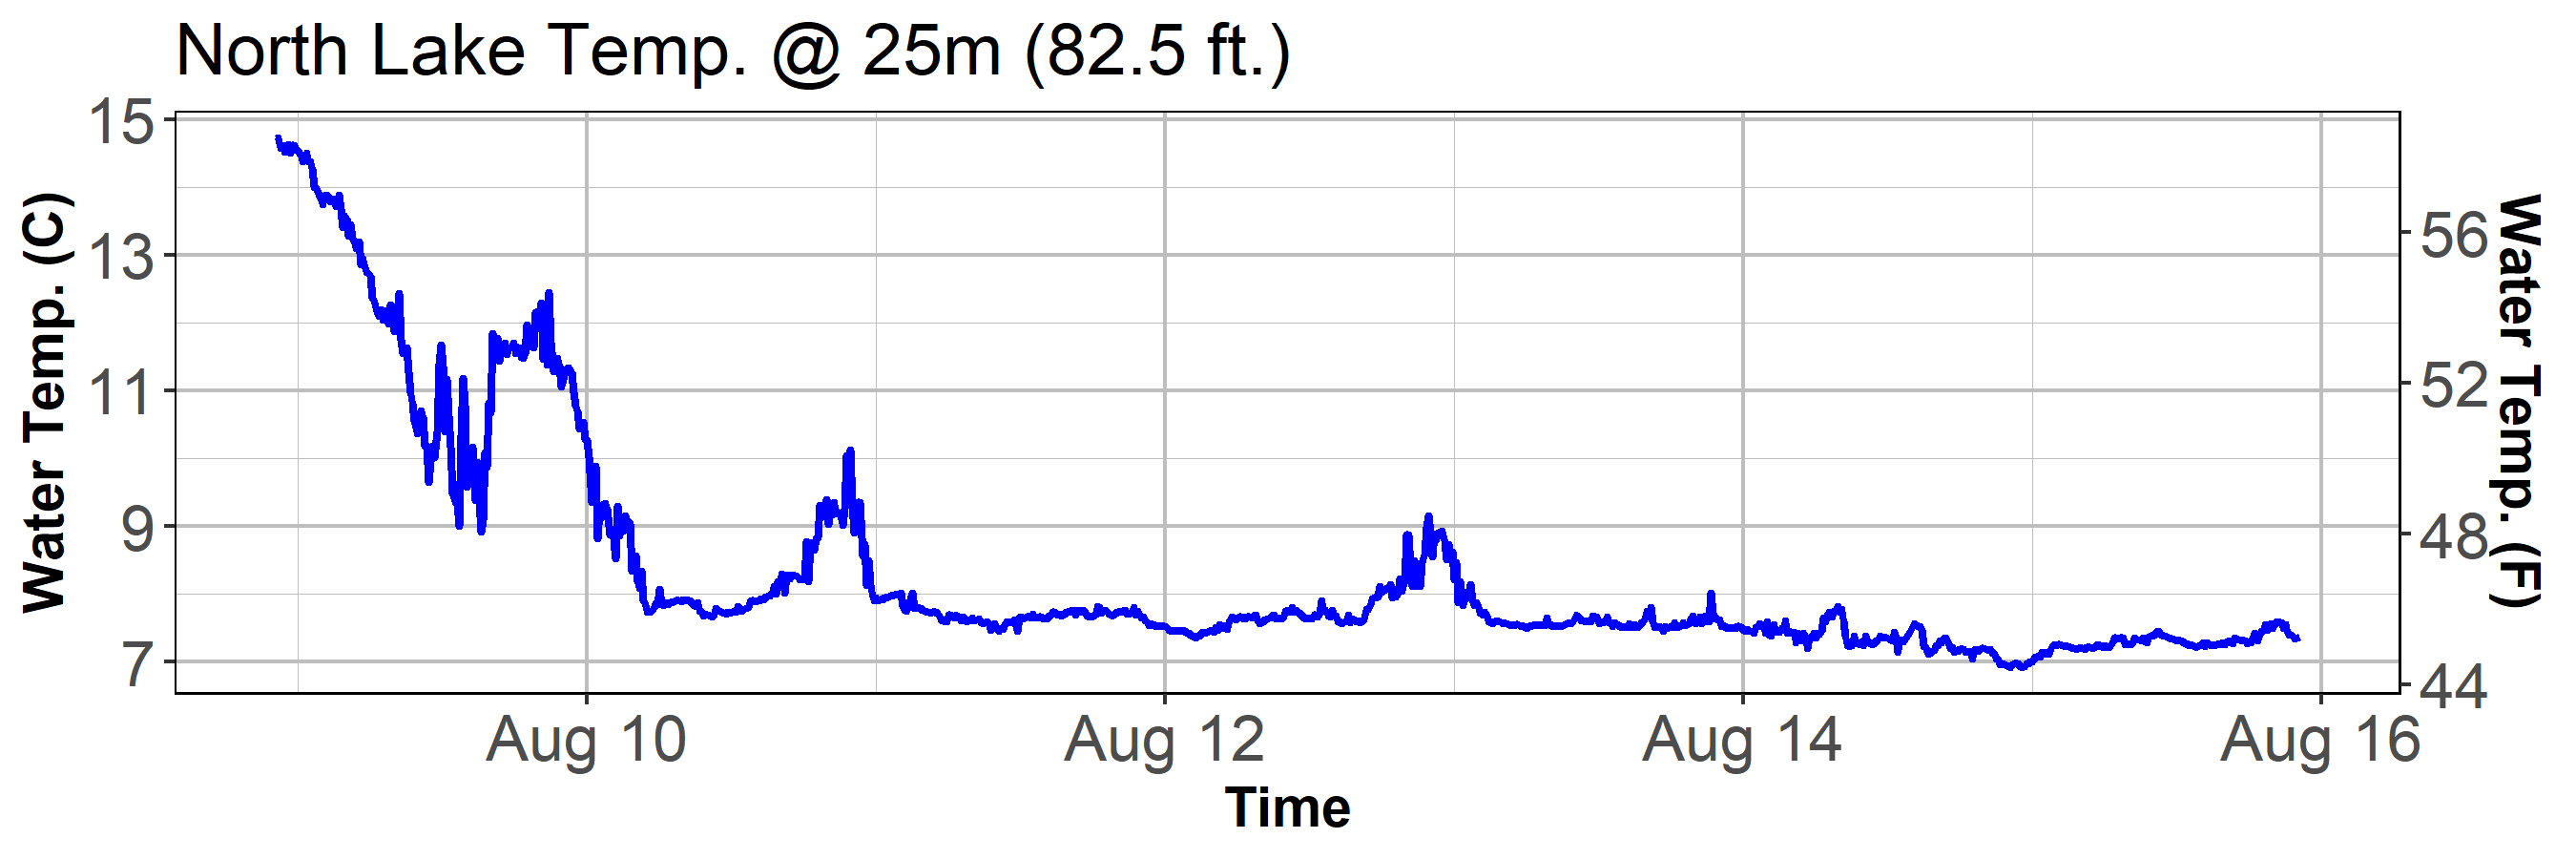 North Lake Temp. @ 25m (82.5 ft.)
Water Temp. (C)
15
13
11
9
7
56
52
48
44
Water Temp. (F)
Aug 10
Aug 12
Aug 14
Aug 16
Time